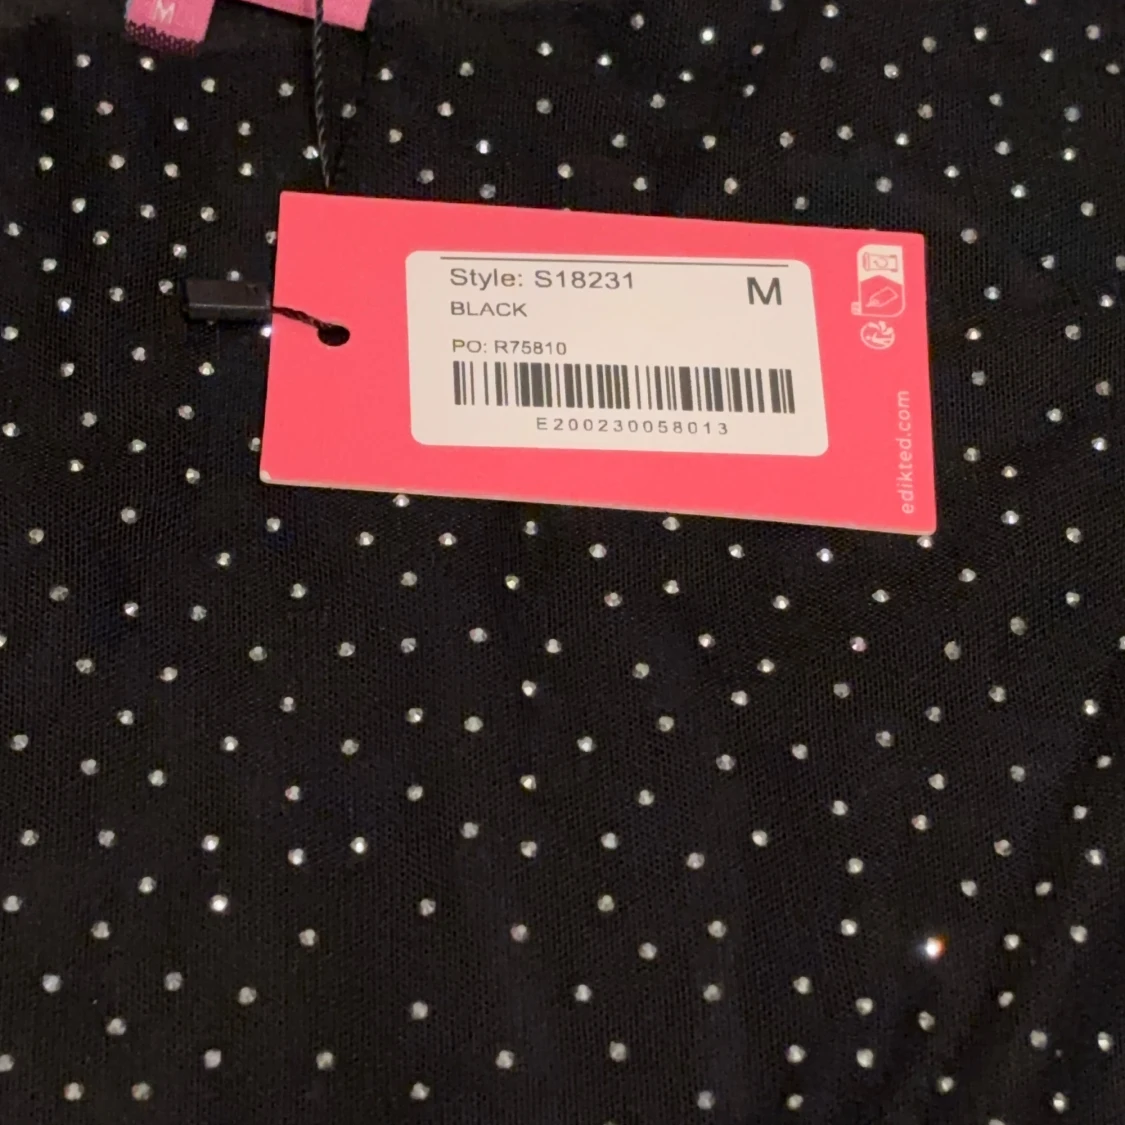 M
Style: S18231
M
BLACK
PO: R75810
E200230058013
edikted.com